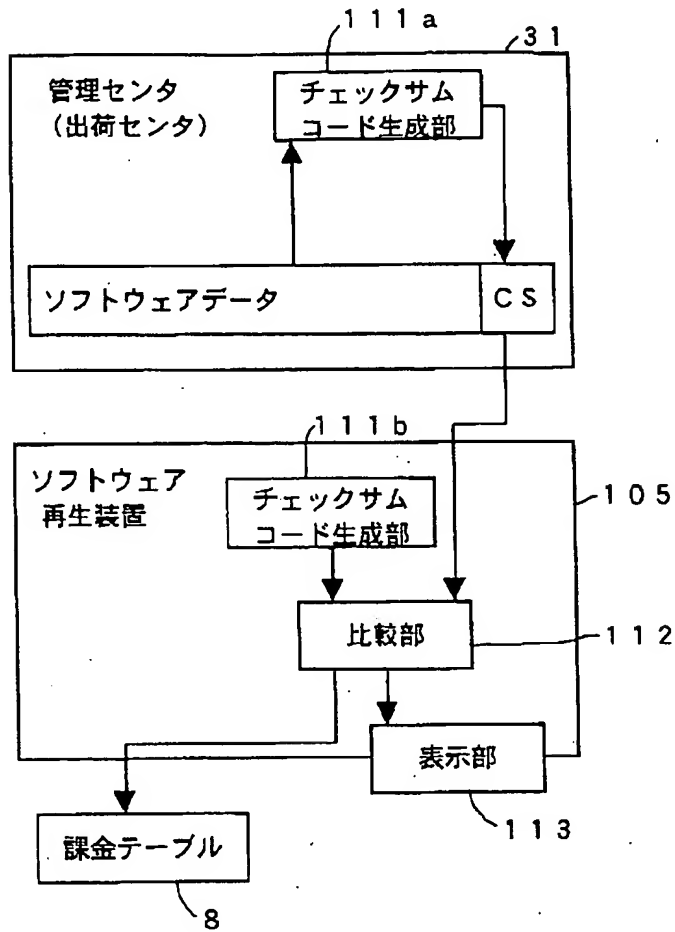 111a
31
管理センタ
(出荷センタ)
チェックサム
コード生成部
ソフトウェアデータ
CS
111b
ソフトウェア
再生装置
チェックサム
コード生成部
105
比較部
112
表示部
113
課金テーブル
8